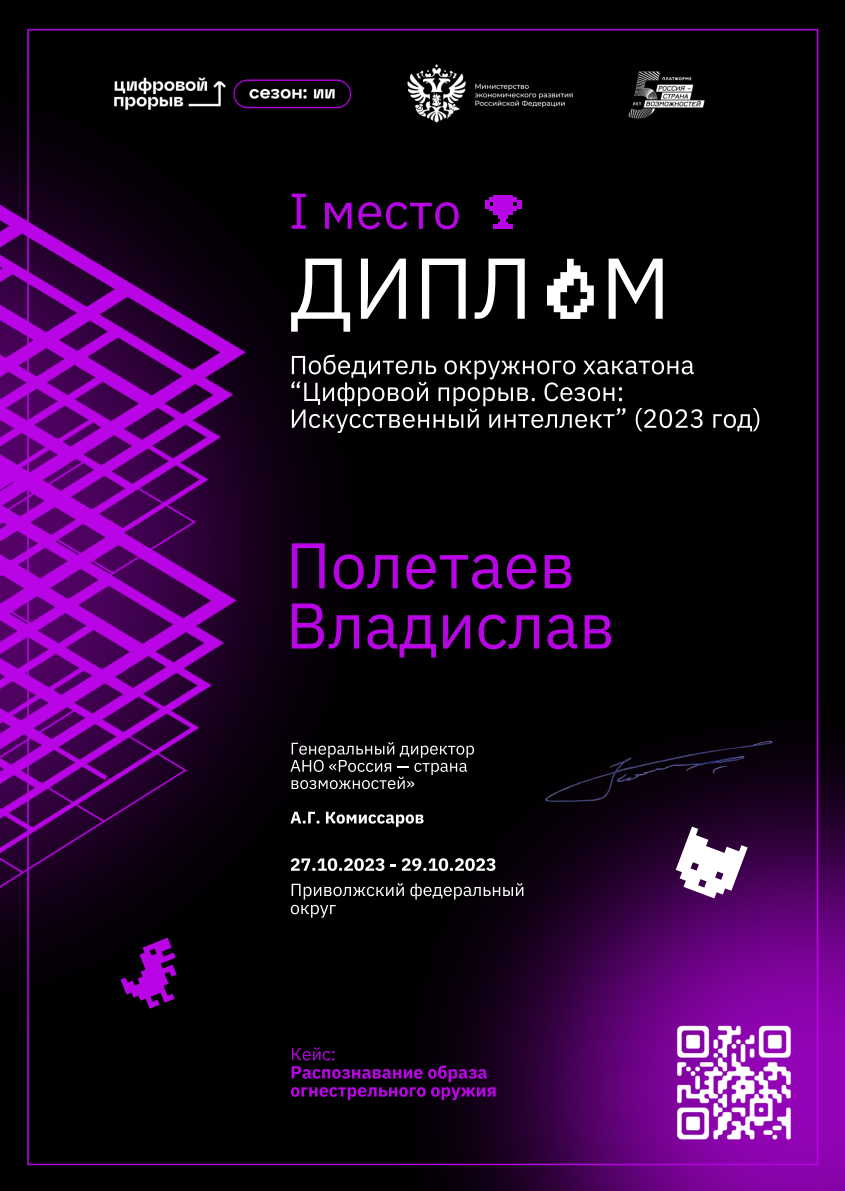 цифровой
прорыв
сезон: ии
Министерство
экономического развития
Российской Федерации
ПЛАТФОРМЕ
5
ЛЕТ
РОССИЯ –
СТРАНА
ВОЗМОЖНОСТЕЙ
I место
ДИПЛОМ
Победитель окружного хакатона
“Цифровой прорыв. Сезон:
Искусственный интеллект” (2023 год)
Полетаев
Владислав
Генеральный директор
АНО «Россия — страна
возможностей»
А.Г. Комиссаров
27.10.2023 - 29.10.2023
Приволжский федеральный
округ
Кейс:
Распознавание образа
огнестрельного оружия